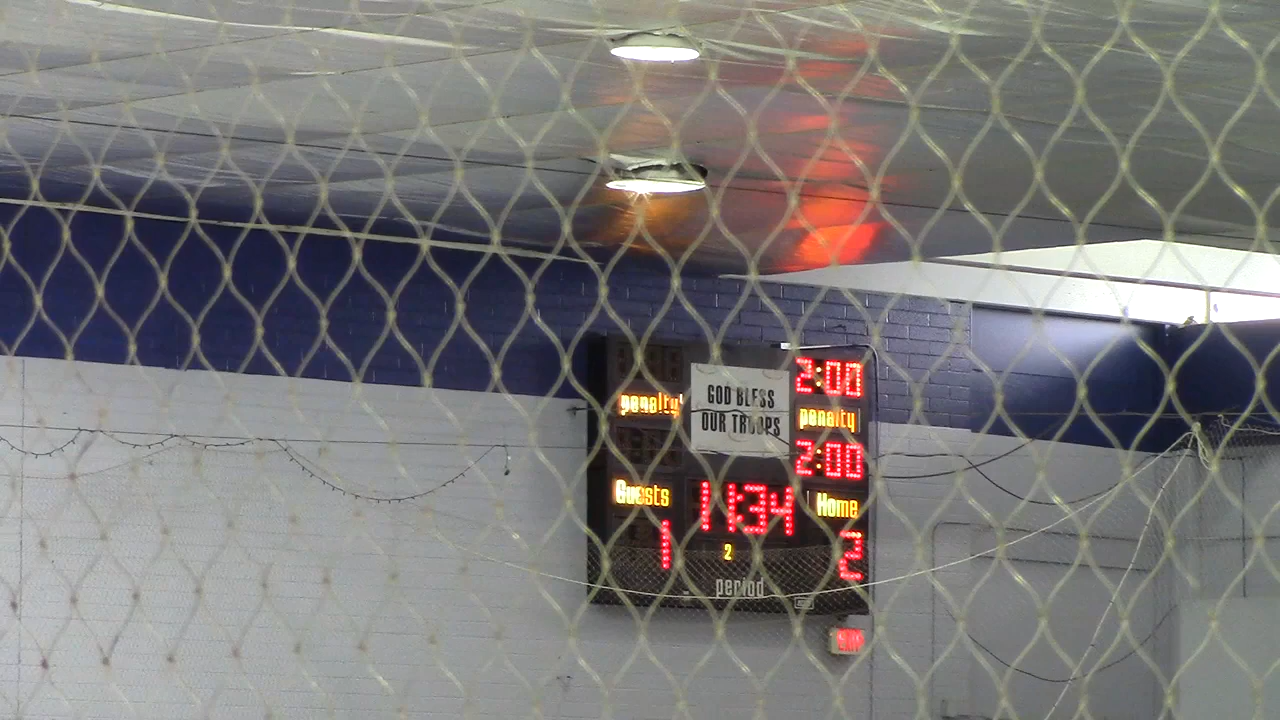 2:00
penalty
GOD BLESS
OUR TROOPS
penalty
2:00
Guests
11:34
Home
1
2
2
period
EXIT